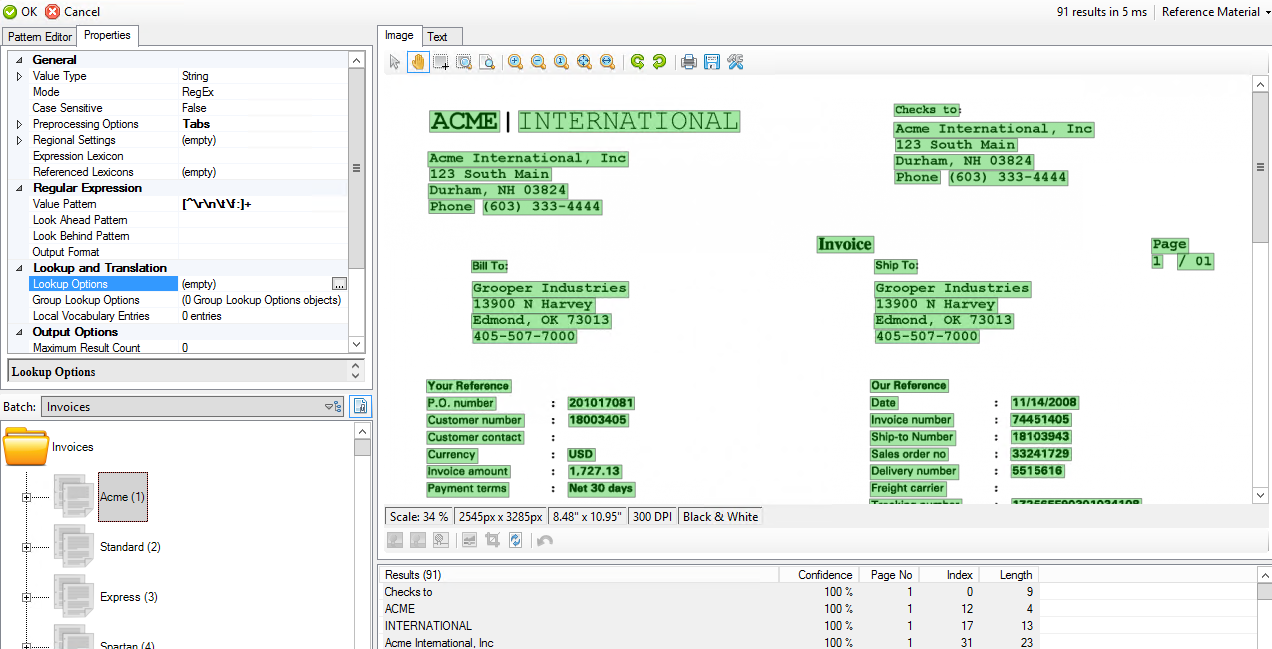 OK Cancel 91 results in 5 ms Reference Material
Pattern Editor Properties
General
Value Type String
Mode RegEx
Case Sensitive False
Preprocessing Options Tabs
Regional Settings (empty)
Expression Lexicon
Referenced Lexicons (empty)
Regular Expression
Value Pattern [^\r\n\t\f:]+
Look Ahead Pattern
Look Behind Pattern
Output Format
Lookup and Translation
Lookup Options (empty) ...
Group Lookup Options (0 Group Lookup Options objects)
Local Vocabulary Entries 0 entries
Output Options
Maximum Result Count 0
Lookup Options
Batch: Invoices
Invoices
Acme (1)
Standard (2)
Express (3)
Spartan (4)
Image Text
ACME | INTERNATIONAL
Acme International, Inc
123 South Main
Durham, NH 03824
Phone (603) 333-4444
Checks to:
Acme International, Inc
123 South Main
Durham, NH 03824
Phone (603) 333-4444
Invoice
Page
1 / 01
Bill To:
Grooper Industries
13900 N Harvey
Edmond, OK 73013
405-507-7000
Ship To:
Grooper Industries
13900 N Harvey
Edmond, OK 73013
405-507-7000
Your Reference
P.O. number : 201017081
Customer number : 18003405
Customer contact :
Currency : USD
Invoice amount : 1,727.13
Payment terms : Net 30 days
Our Reference
Date : 11/14/2008
Invoice number : 74451405
Ship-to Number : 18103943
Sales order no : 33241729
Delivery number : 5515616
Freight carrier :
Tracking number
Scale: 34 % 2545px x 3285px 8.48" x 10.95" 300 DPI Black & White
Results (91) Confidence Page No Index Length
Checks to 100 % 1 0 9
ACME 100 % 1 12 4
INTERNATIONAL 100 % 1 17 13
Acme International, Inc 100 % 1 31 23